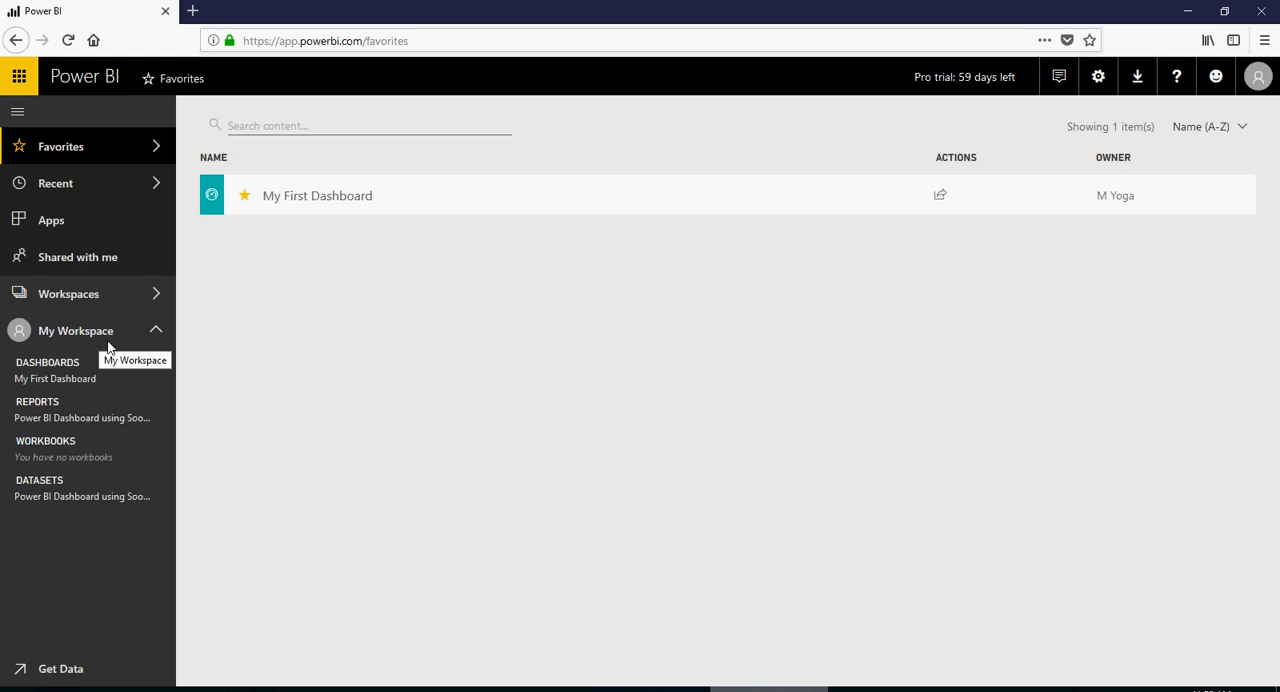 Power BI
https://app.powerbi.com/favorites
Power BI
Favorites
Pro trial: 59 days left
Favorites
Recent
Apps
Shared with me
Workspaces
My Workspace
My Workspace
DASHBOARDS
My First Dashboard
REPORTS
Power BI Dashboard using Soo...
WORKBOOKS
You have no workbooks
DATASETS
Power BI Dashboard using Soo...
Get Data
Search content...
Showing 1 item(s)
Name (A-Z)
NAME
ACTIONS
OWNER
My First Dashboard
M Yoga